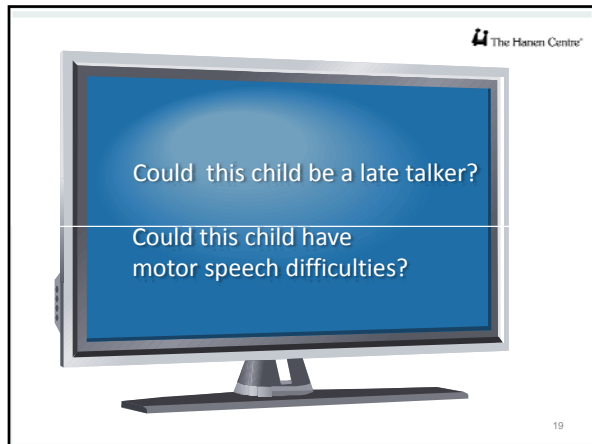 The Hanen Centre®
Could this child be a late talker?
Could this child have
motor speech difficulties?
19